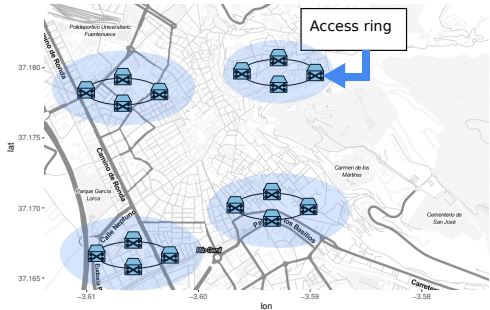 Polideportivo Universitario
Fuentenueva
Camino de Ronda
Access ring
37.180
37.175
lat
Camino de Ronda
Carmen de los
Mártires
Parque García
Lorca
37.170
Calle Neptuno
los Basilios
Cementerio de
San José
Río Genil
37.165
Carretera
−3.61
−3.60
−3.59
−3.58
lon